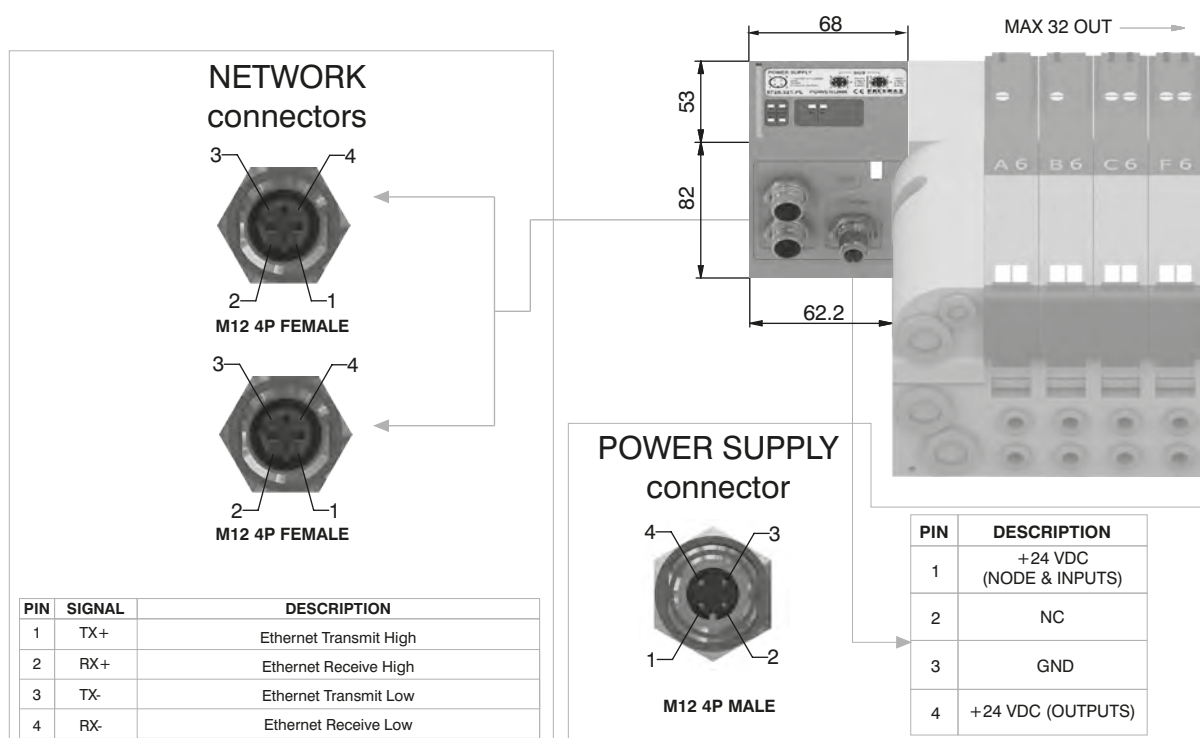 NETWORK
connectors
3
4
2
1
M12 4P FEMALE
3
4
2
1
M12 4P FEMALE
PIN SIGNAL DESCRIPTION
1 TX+ Ethernet Transmit High
2 RX+ Ethernet Receive High
3 TX- Ethernet Transmit Low
4 RX- Ethernet Receive Low
68
MAX 32 OUT
53
82
62.2
POWER SUPPLY
POWERLINK CE
A 6 B 6 C 6 F 6
POWER SUPPLY
connector
4
3
1
2
M12 4P MALE
PIN DESCRIPTION
1 +24 VDC
(NODE & INPUTS)
2 NC
3 GND
4 +24 VDC (OUTPUTS)